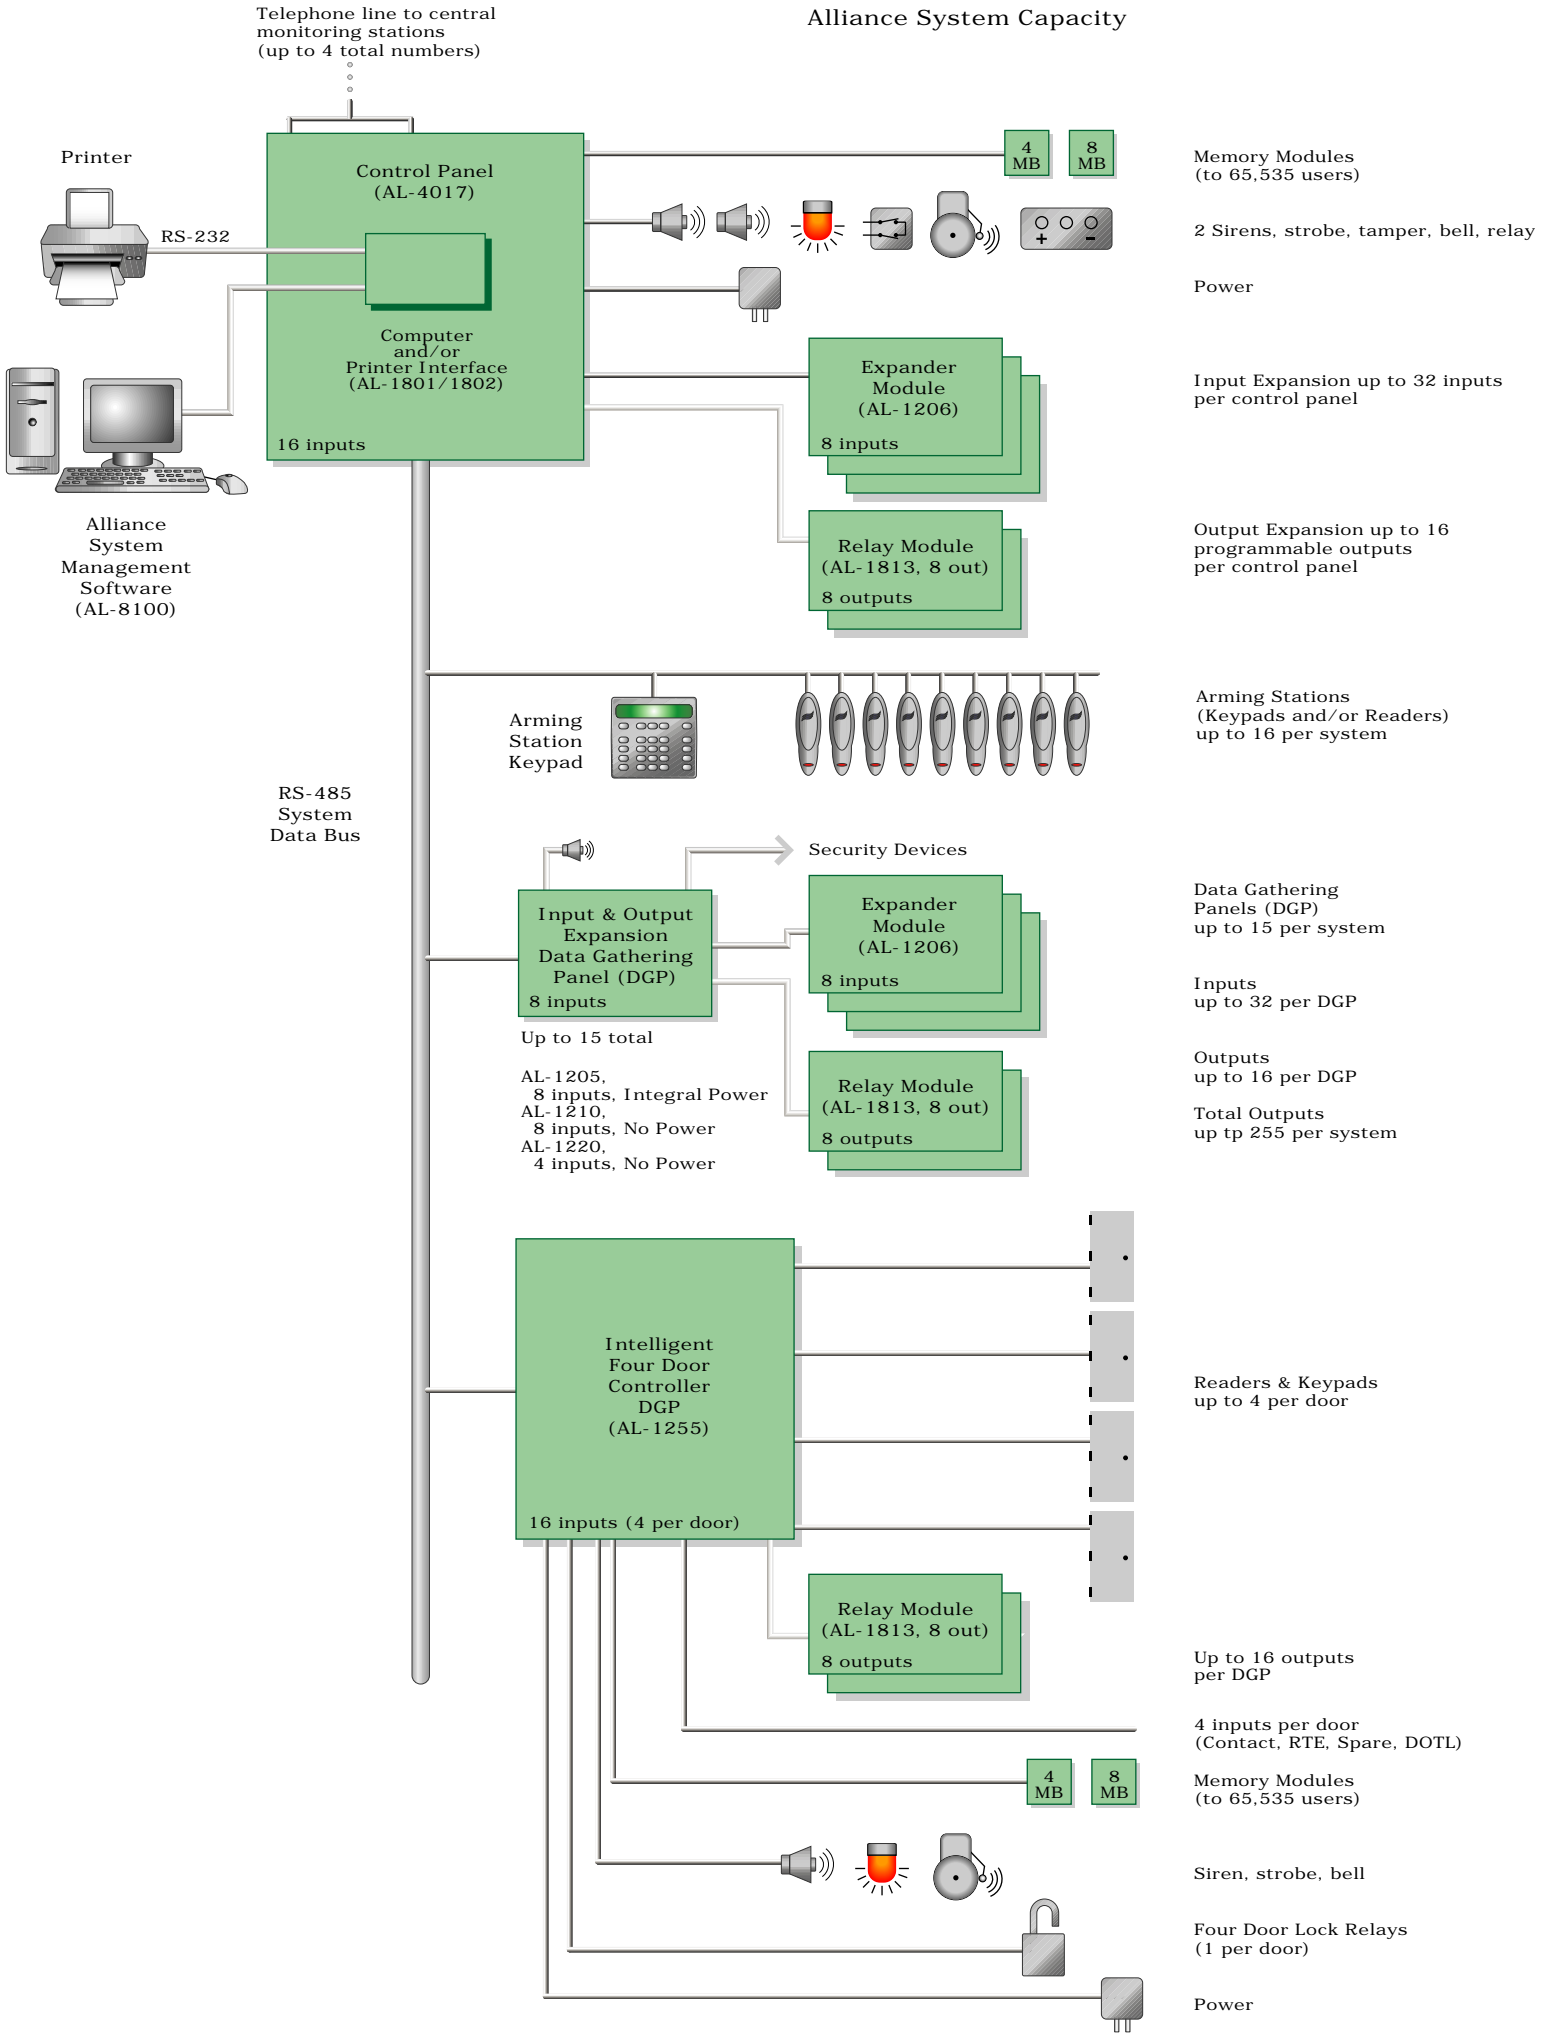 Telephone line to central
monitoring stations
(up to 4 total numbers)
Alliance System Capacity
Printer
RS-232
Control Panel
(AL-4017)
Computer
and/or
Printer Interface
(AL-1801/1802)
16 inputs
4
MB
8
MB
Memory Modules
(to 65,535 users)
2 Sirens, strobe, tamper, bell, relay
+
−
Power
Expander
Module
(AL-1206)
8 inputs
Input Expansion up to 32 inputs
per control panel
Alliance
System
Management
Software
(AL-8100)
Relay Module
(AL-1813, 8 out)
8 outputs
Output Expansion up to 16
programmable outputs
per control panel
Arming
Station
Keypad
Arming Stations
(Keypads and/or Readers)
up to 16 per system
RS-485
System
Data Bus
Security Devices
Input & Output
Expansion
Data Gathering
Panel (DGP)
8 inputs
Expander
Module
(AL-1206)
8 inputs
Data Gathering
Panels (DGP)
up to 15 per system
Inputs
up to 32 per DGP
Up to 15 total
AL-1205,
8 inputs, Integral Power
AL-1210,
8 inputs, No Power
AL-1220,
4 inputs, No Power
Relay Module
(AL-1813, 8 out)
8 outputs
Outputs
up to 16 per DGP
Total Outputs
up tp 255 per system
Intelligent
Four Door
Controller
DGP
(AL-1255)
16 inputs (4 per door)
Readers & Keypads
up to 4 per door
Relay Module
(AL-1813, 8 out)
8 outputs
Up to 16 outputs
per DGP
4 inputs per door
(Contact, RTE, Spare, DOTL)
4
MB
8
MB
Memory Modules
(to 65,535 users)
Siren, strobe, bell
Four Door Lock Relays
(1 per door)
Power